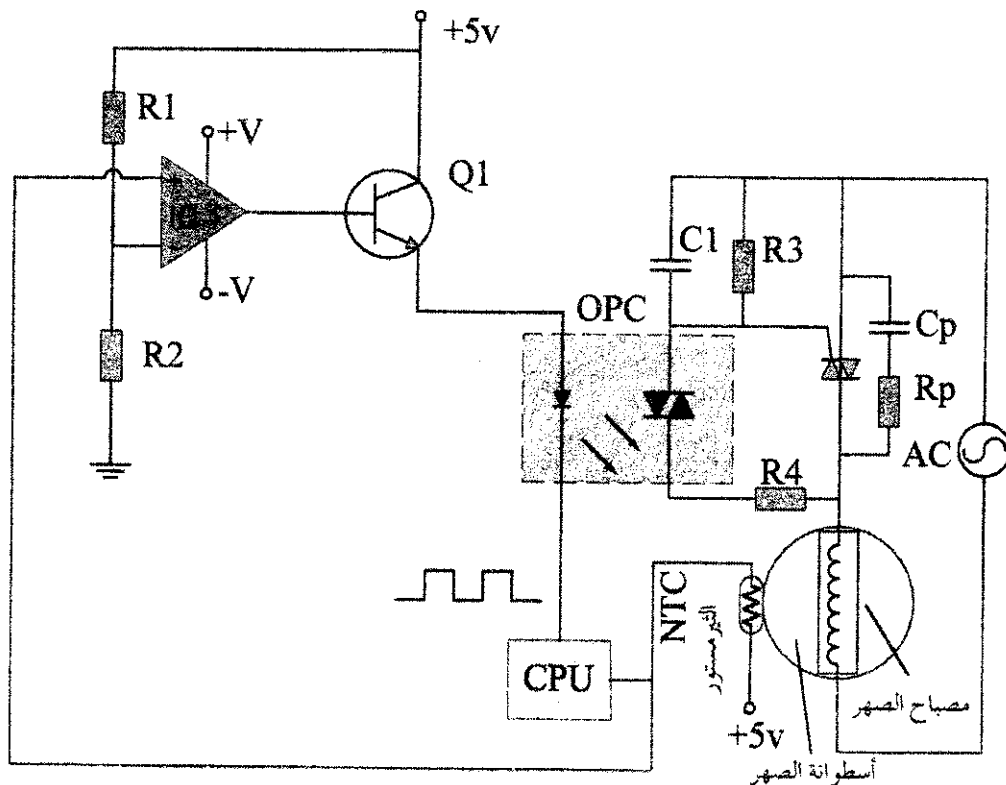 +5v
R1
+V
Q1
-V
R2
C1
R3
OPC
Cp
Rp
AC
R4
NTC
الثيرمستور
CPU
+5v
مصباح الصهر
أسطوانة الصهر